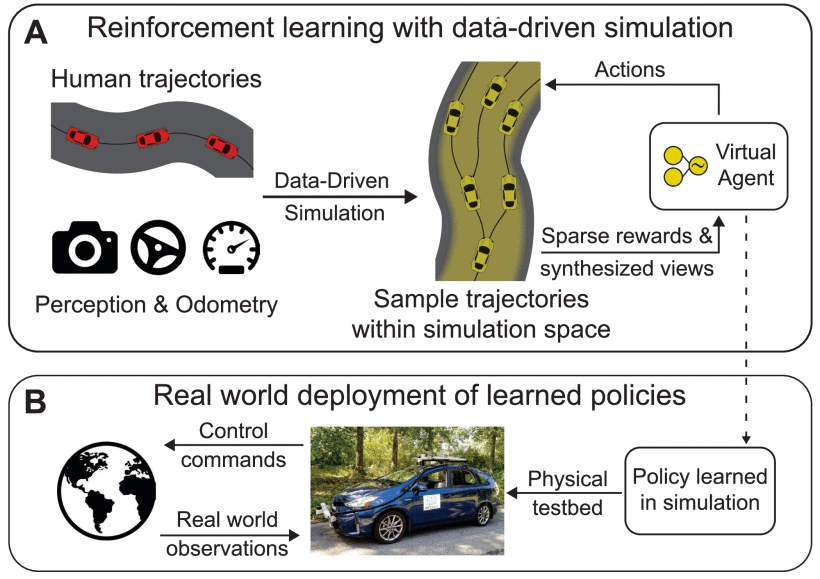 A
Reinforcement learning with data-driven simulation
Human trajectories
Data-Driven
Simulation
Perception & Odometry
Actions
Virtual
Agent
Sparse rewards &
synthesized views
Sample trajectories
within simulation space
B
Real world deployment of learned policies
Control
commands
Real world
observations
Physical
testbed
Policy learned
in simulation